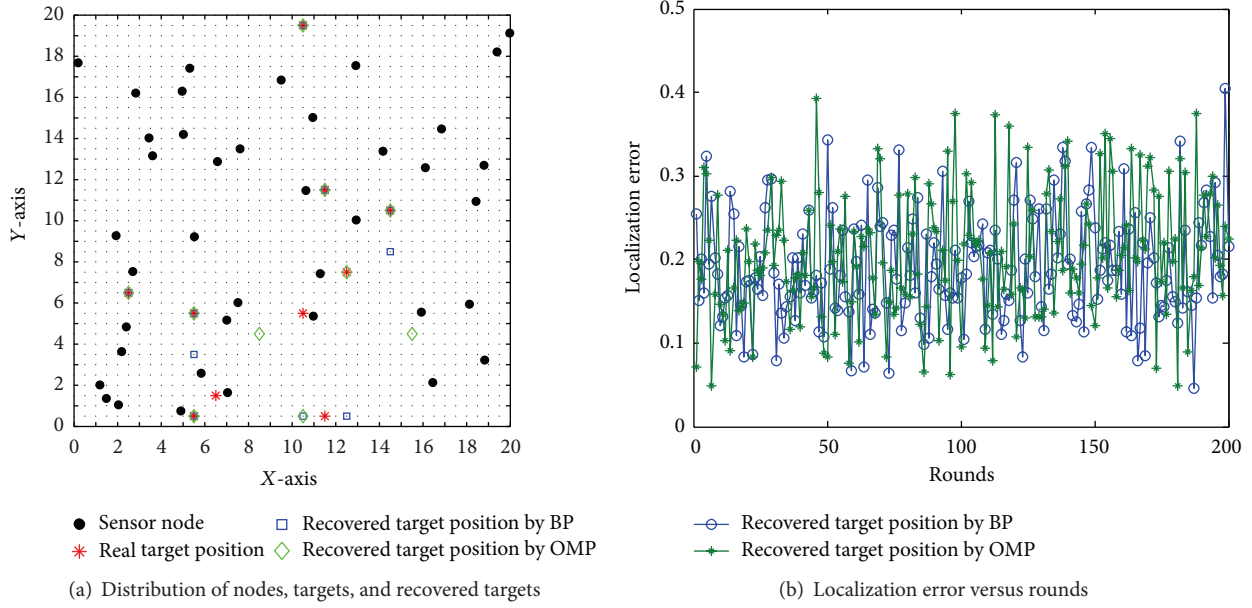 20
18
16
14
12
10
8
6
4
2
0
Y-axis
0 2 4 6 8 10 12 14 16 18 20
X-axis
Sensor node
Real target position
Recovered target position by BP
Recovered target position by OMP
(a) Distribution of nodes, targets, and recovered targets
0.5
0.4
0.3
0.2
0.1
0
Localization error
0 50 100 150 200
Rounds
Recovered target position by BP
Recovered target position by OMP
(b) Localization error versus rounds